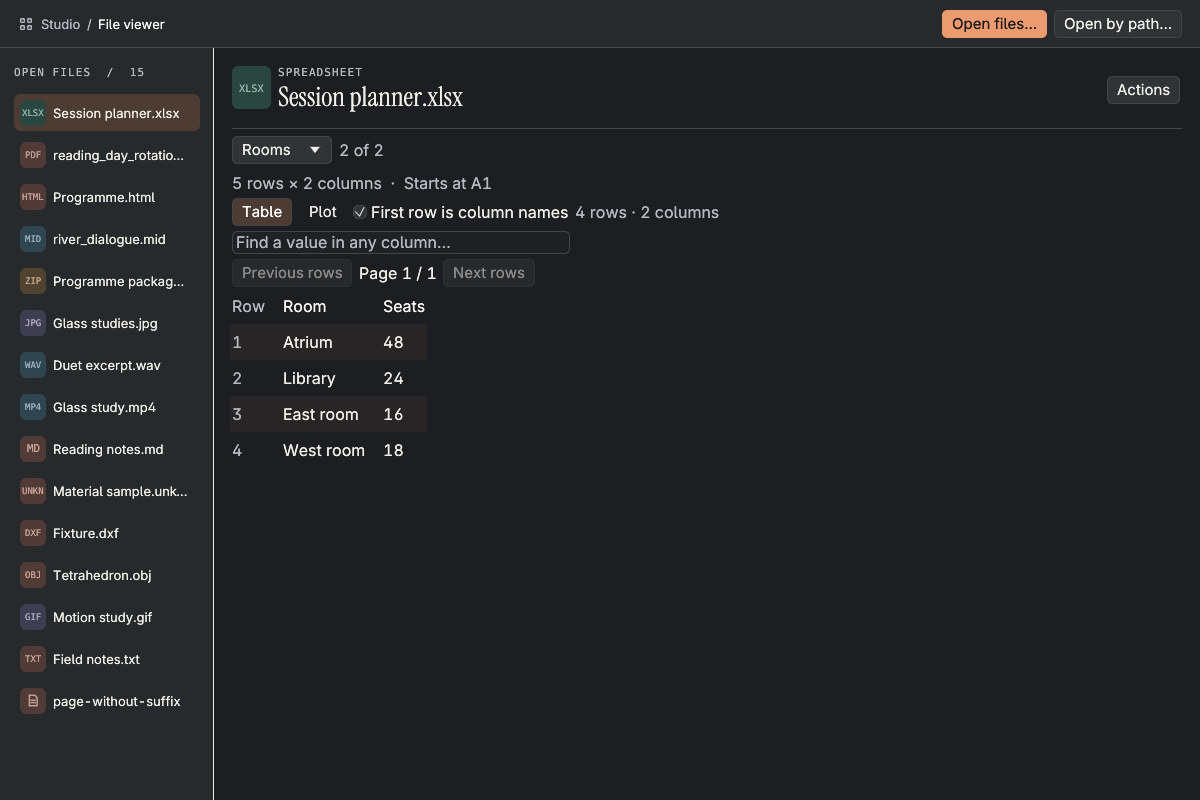 Studio / File viewer
Open files...
Open by path...
OPEN FILES / 15
XLSX Session planner.xlsx
PDF reading_day_rotatio...
HTML Programme.html
MID river_dialogue.mid
ZIP Programme packag...
JPG Glass studies.jpg
WAV Duet excerpt.wav
MP4 Glass study.mp4
MD Reading notes.md
UNKN Material sample.unk...
DXF Fixture.dxf
OBJ Tetrahedron.obj
GIF Motion study.gif
TXT Field notes.txt
page-without-suffix
XLSX
SPREADSHEET
Session planner.xlsx
Actions
Rooms 2 of 2
5 rows × 2 columns · Starts at A1
Table Plot First row is column names 4 rows · 2 columns
Find a value in any column...
Previous rows Page 1 / 1 Next rows
Row Room Seats
1 Atrium 48
2 Library 24
3 East room 16
4 West room 18